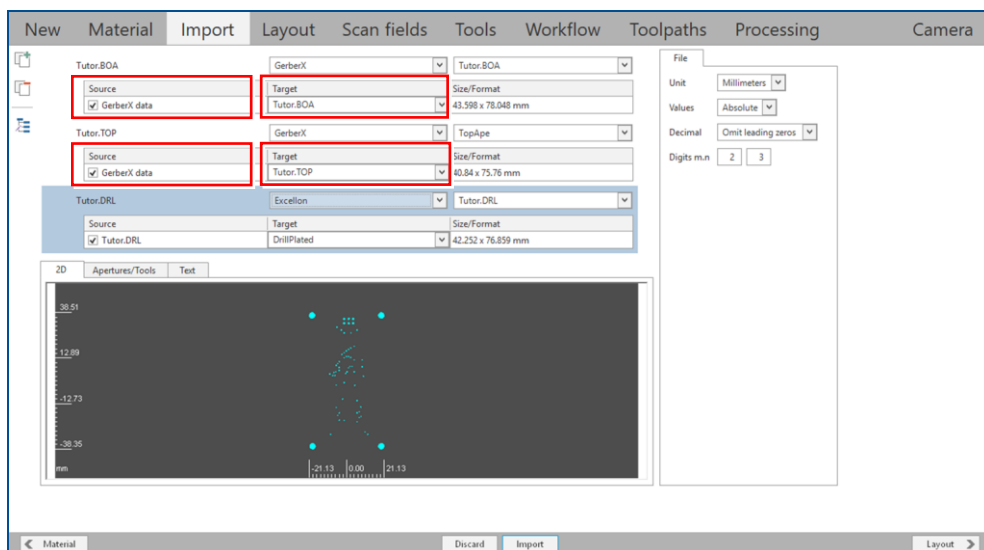 New Material Import Layout Scan fields Tools Workflow Toolpaths Processing Camera
Tutor.BOA GerberX Tutor.BOA
Source Target Size/Format
GerberX data Tutor.BOA 43.598 x 78.048 mm
Tutor.TOP GerberX TopApe
Source Target Size/Format
GerberX data Tutor.TOP 40.84 x 75.76 mm
Tutor.DRL Excellon Tutor.DRL
Source Target Size/Format
Tutor.DRL DrillPlated 42.252 x 76.859 mm
File
Unit Millimeters
Values Absolute
Decimal Omit leading zeros
Digits m.n 2 3
2D Apertures/Tools Text
38.51
12.89
-12.73
-38.35
mm -21.13 0.00 21.13
Material Discard Import Layout